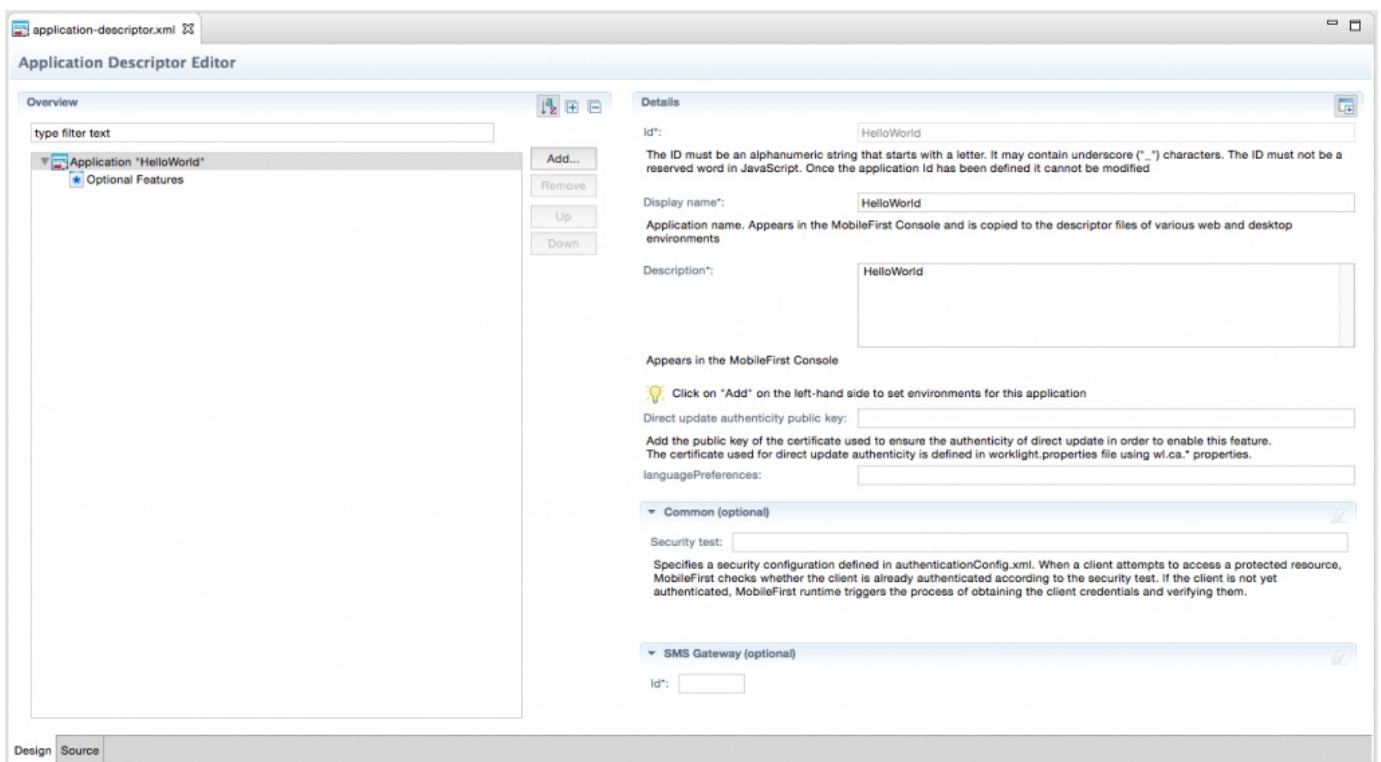 application-descriptor.xml
Application Descriptor Editor
Overview
type filter text
Application "HelloWorld"
Optional Features
Add...
Remove
Up
Down
Details
Id*:
HelloWorld
The ID must be an alphanumeric string that starts with a letter. It may contain underscore ("_") characters. The ID must not be a
reserved word in JavaScript. Once the application Id has been defined it cannot be modified
Display name*:
HelloWorld
Application name. Appears in the MobileFirst Console and is copied to the descriptor files of various web and desktop
environments
Description*:
HelloWorld
Appears in the MobileFirst Console
Click on "Add" on the left-hand side to set environments for this application
Direct update authenticity public key:
Add the public key of the certificate used to ensure the authenticity of direct update in order to enable this feature.
The certificate used for direct update authenticity is defined in worklight.properties file using wl.ca.* properties.
languagePreferences:
Common (optional)
Security test:
Specifies a security configuration defined in authenticationConfig.xml. When a client attempts to access a protected resource,
MobileFirst checks whether the client is already authenticated according to the security test. If the client is not yet
authenticated, MobileFirst runtime triggers the process of obtaining the client credentials and verifying them.
SMS Gateway (optional)
Id*:
Design
Source